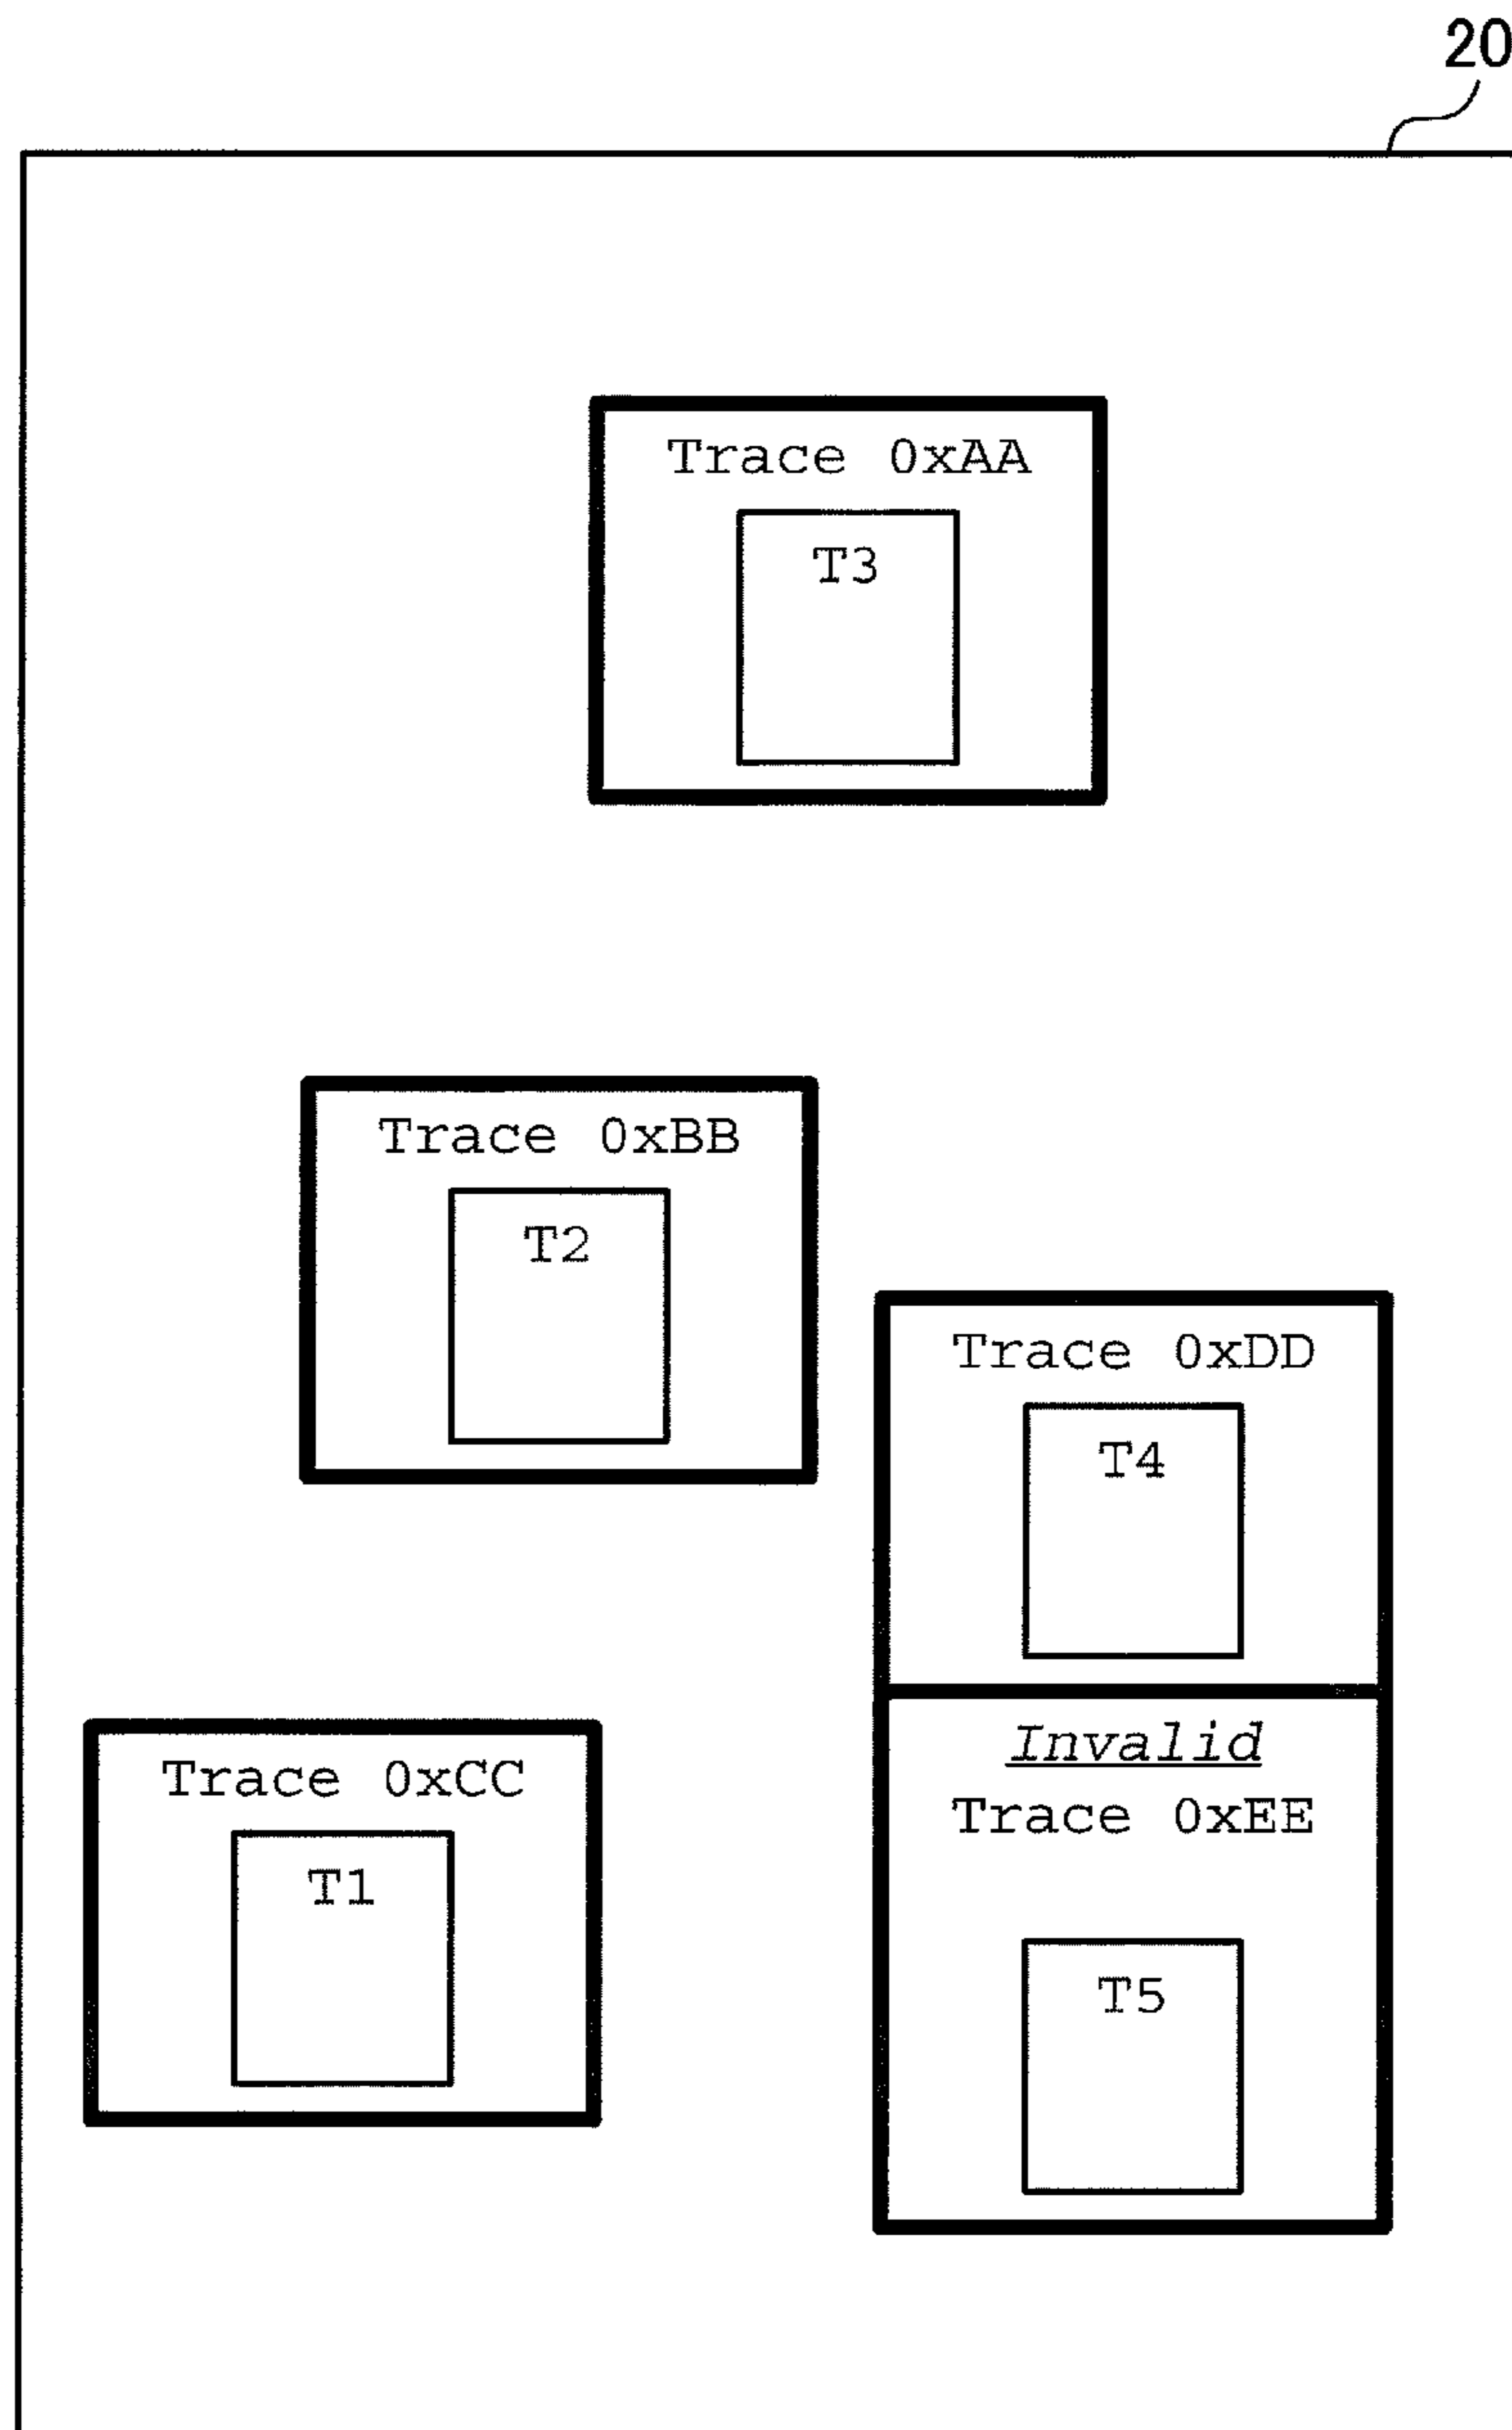 20
Trace 0xAA
T3
Trace 0xBB
T2
Trace 0xDD
T4
Invalid
Trace 0xEE
T5
Trace 0xCC
T1